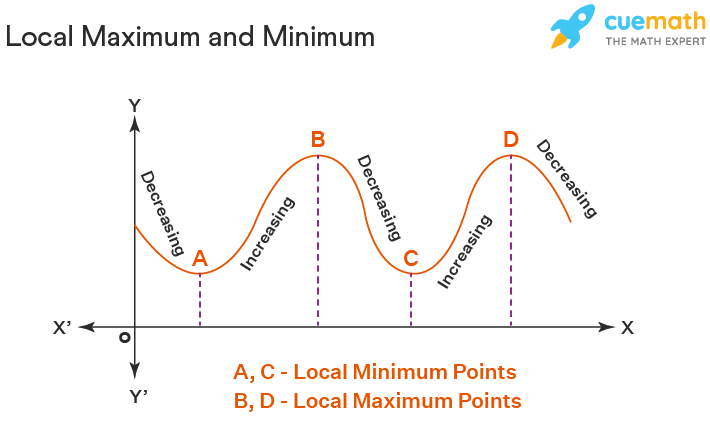 Local Maximum and Minimum
cuemath
THE MATH EXPERT
Y
B
D
Decreasing
Decreasing
Decreasing
Increasing
Increasing
A
C
X’
O
X
Y’
A, C - Local Minimum Points
B, D - Local Maximum Points